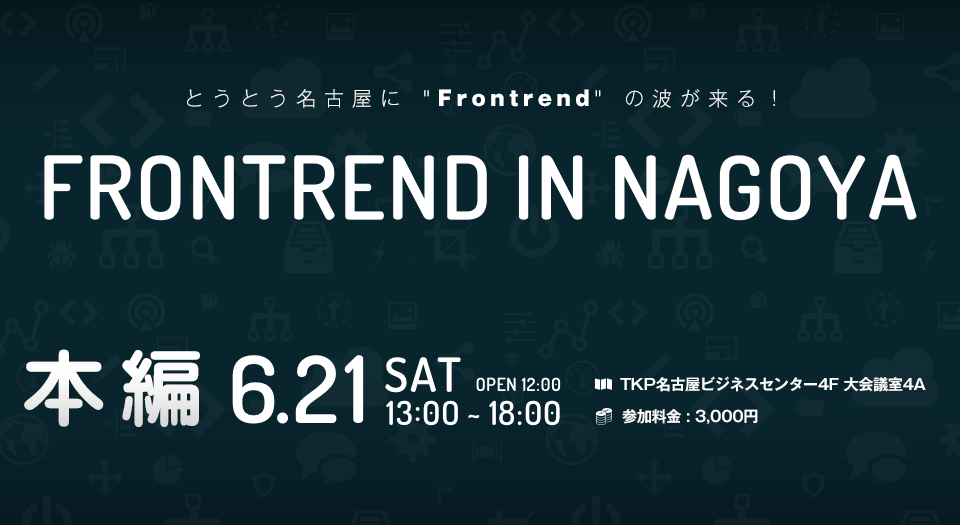 とうとう名古屋に "Frontrend" の波が来る！
FRONTREND IN NAGOYA
本編 6.21 SAT OPEN 12:00
13:00 ~ 18:00
TKP名古屋ビジネスセンター4F 大会議室4A
参加料金 : 3,000円